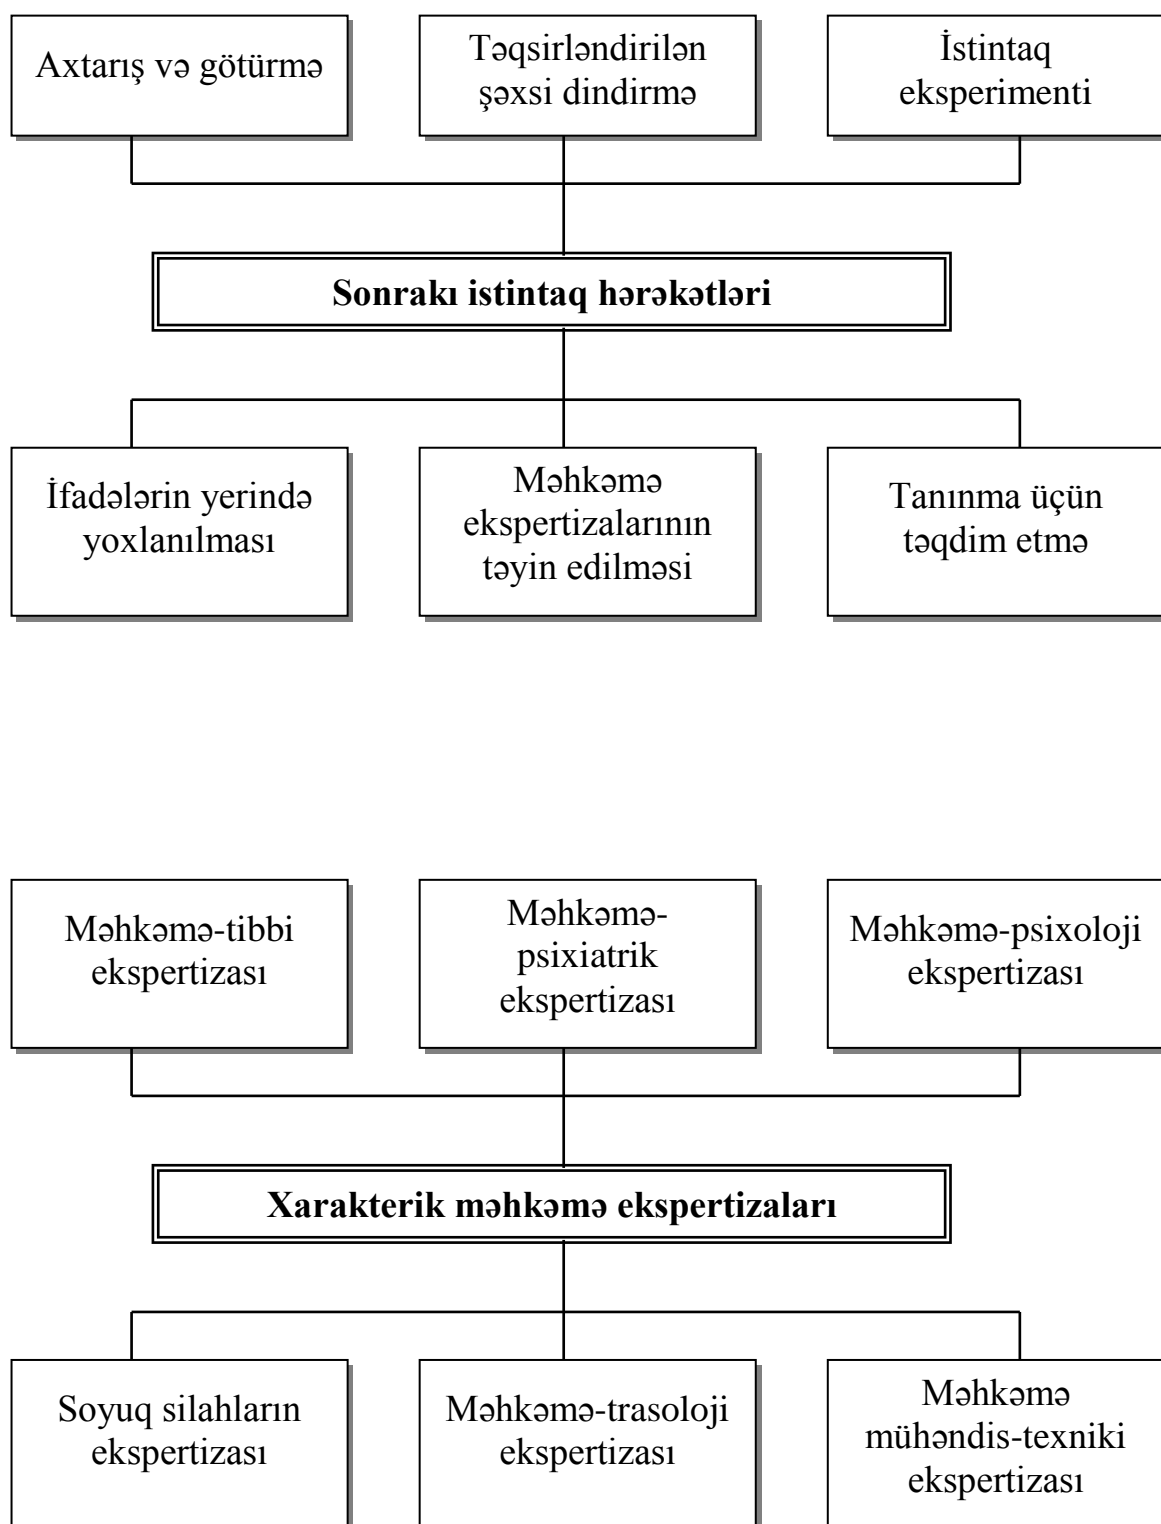 Axtarış və götürmə
Təqsirləndirilən
şəxsi dindirmə
İstintaq
eksperimenti
Sonrakı istintaq hərəkətləri
İfadələrin yerində
yoxlanılması
Məhkəmə
ekspertizalarının
təyin edilməsi
Tanınma üçün
təqdim etmə
Məhkəmə-tibbi
ekspertizası
Məhkəmə-
psixiatrik
ekspertizası
Məhkəmə-psixoloji
ekspertizası
Xarakterik məhkəmə ekspertizaları
Soyuq silahların
ekspertizası
Məhkəmə-trasoloji
ekspertizası
Məhkəmə
mühəndis-texniki
ekspertizası